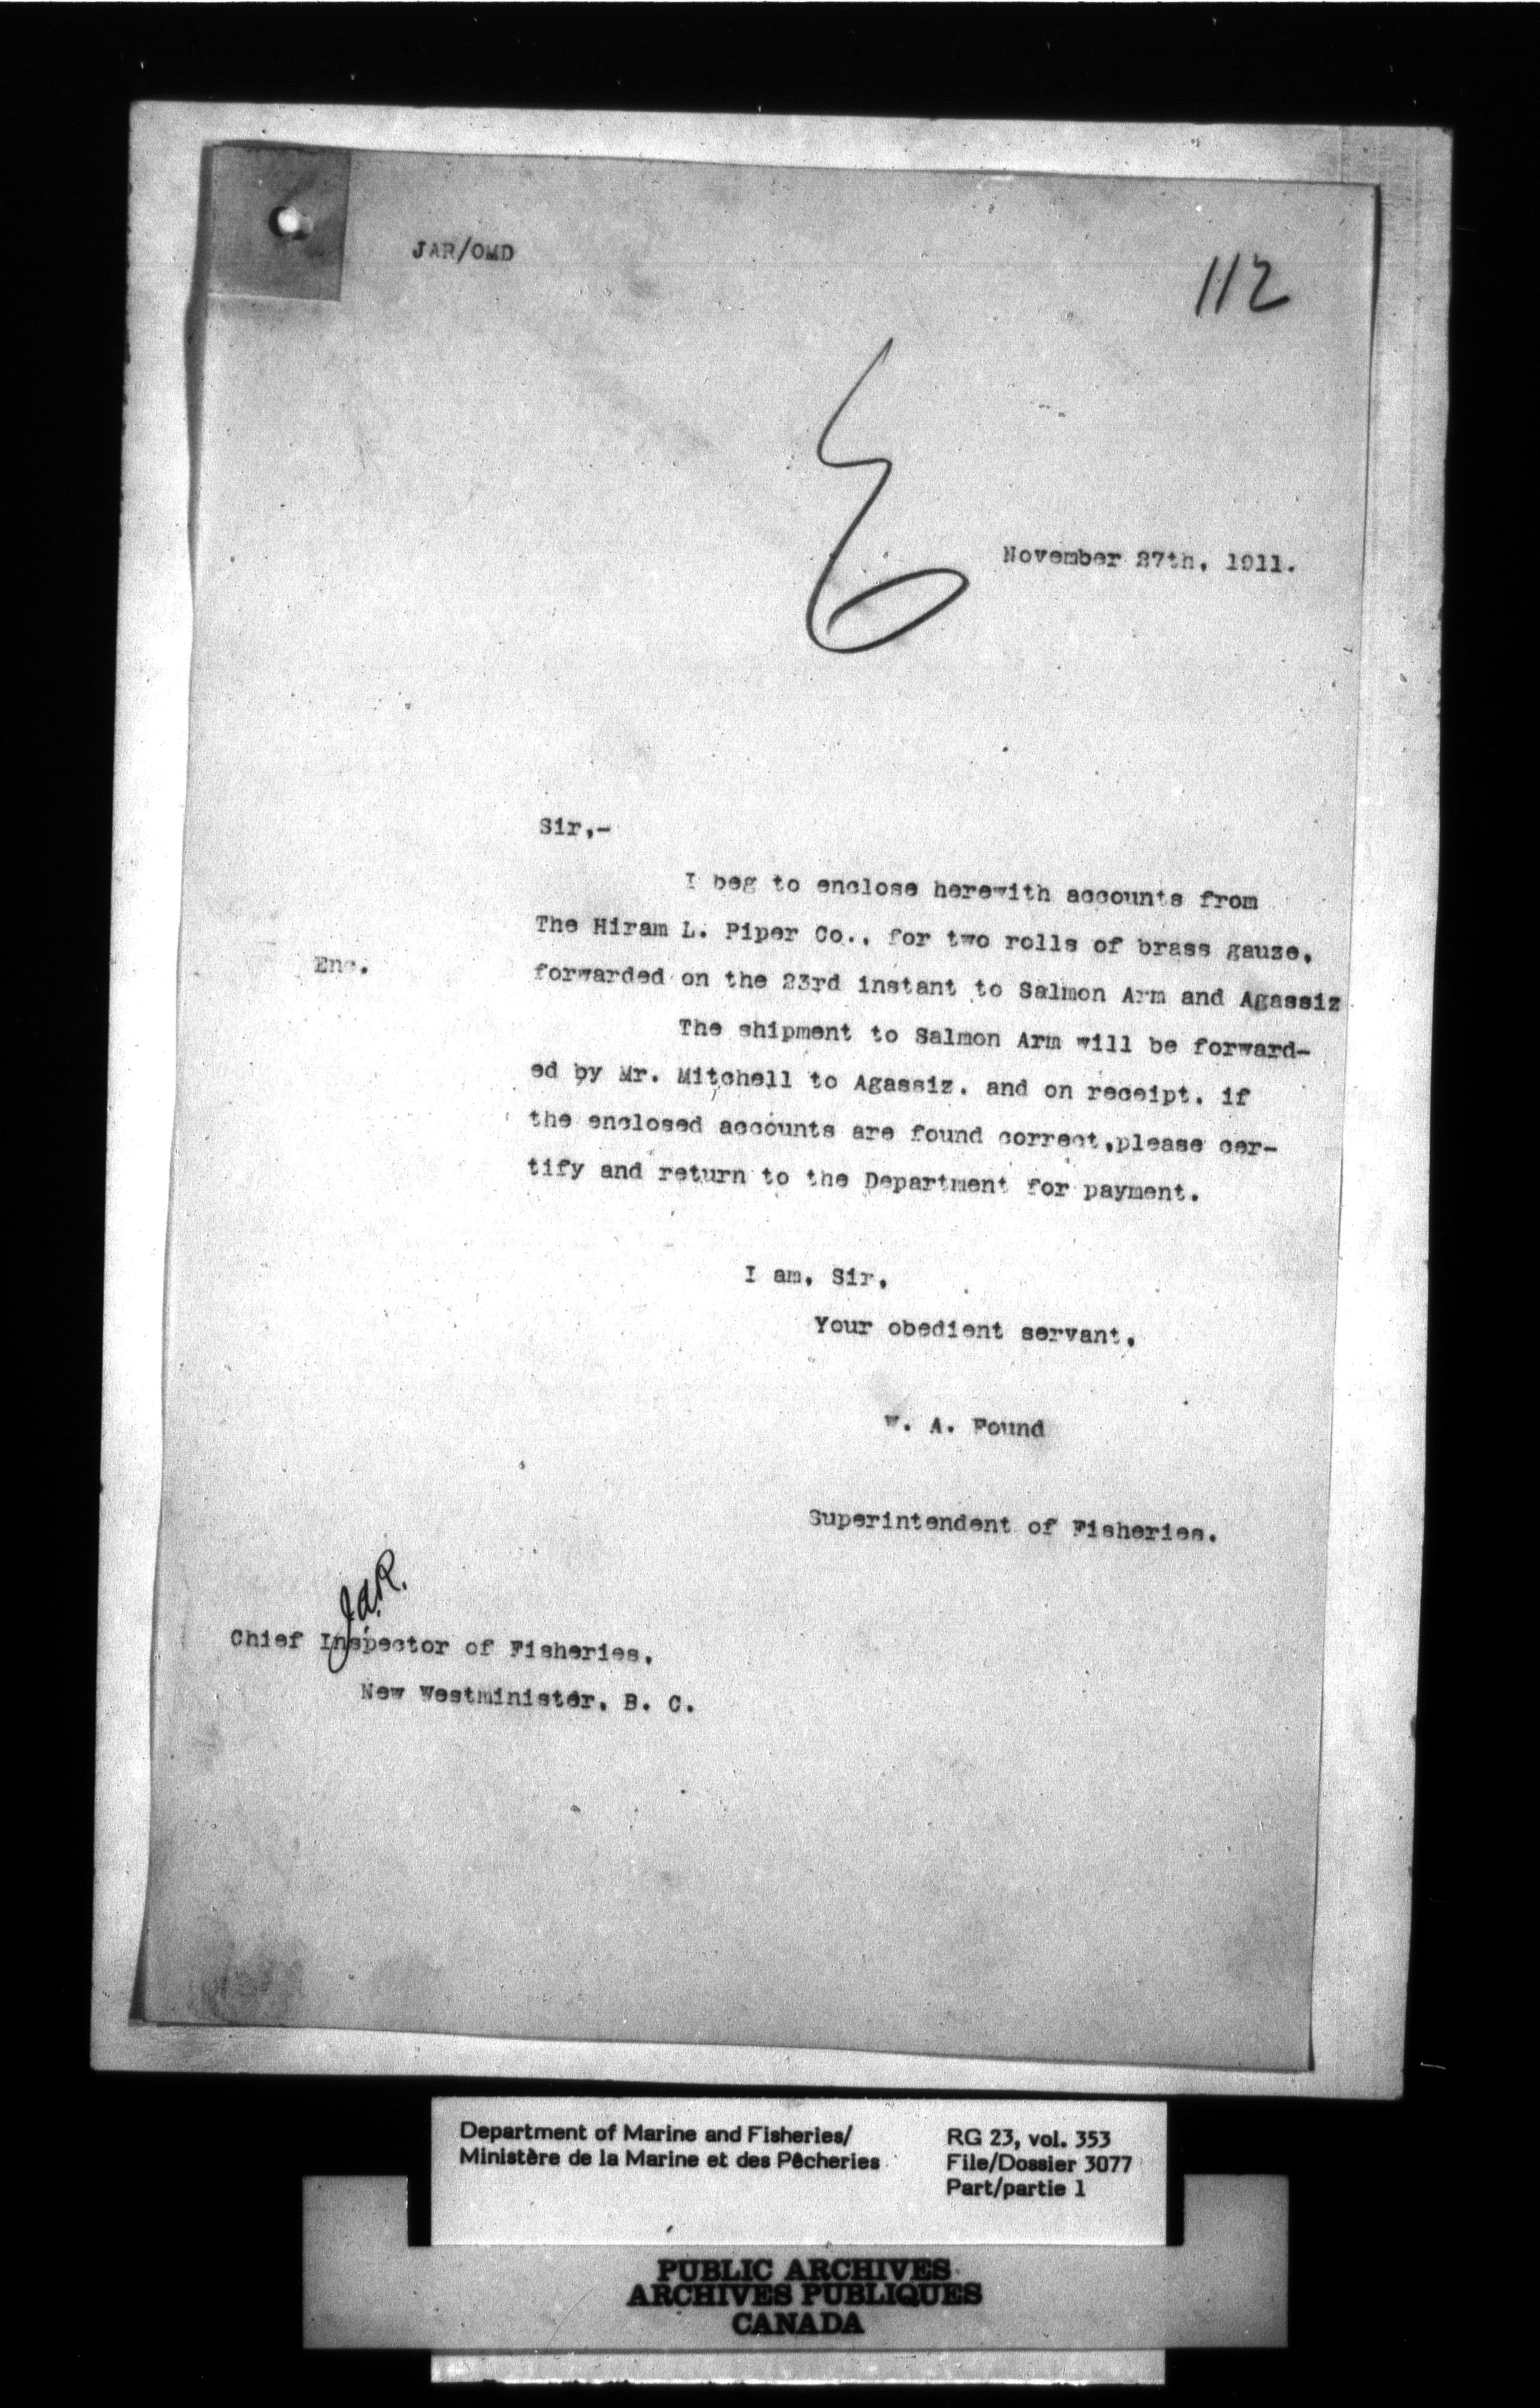 JAR/OMD
112
November 27th, 1911.
Sir,-
I beg to enclose herewith accounts from
The Hiram L. Piper Co., for two rolls of brass gauze,
Enc.
forwarded on the 23rd instant to Salmon Arm and Agassiz
The shipment to Salmon Arm will be forward-
ed by Mr. Mitchell to Agassiz, and on receipt, if
the enclosed accounts are found correct,please cer-
tify and return to the Department for payment.
I am, Sir,
Your obedient servant,
W. A. Found
Superintendent of Fisheries.
J.A.R.
Chief Inspector of Fisheries,
New Westminister, B. C.
Department of Marine and Fisheries/
Ministère de la Marine et des Pêcheries
RG 23, vol. 353
File/Dossier 3077
Part/partie 1
PUBLIC ARCHIVES
ARCHIVES PUBLIQUES
CANADA